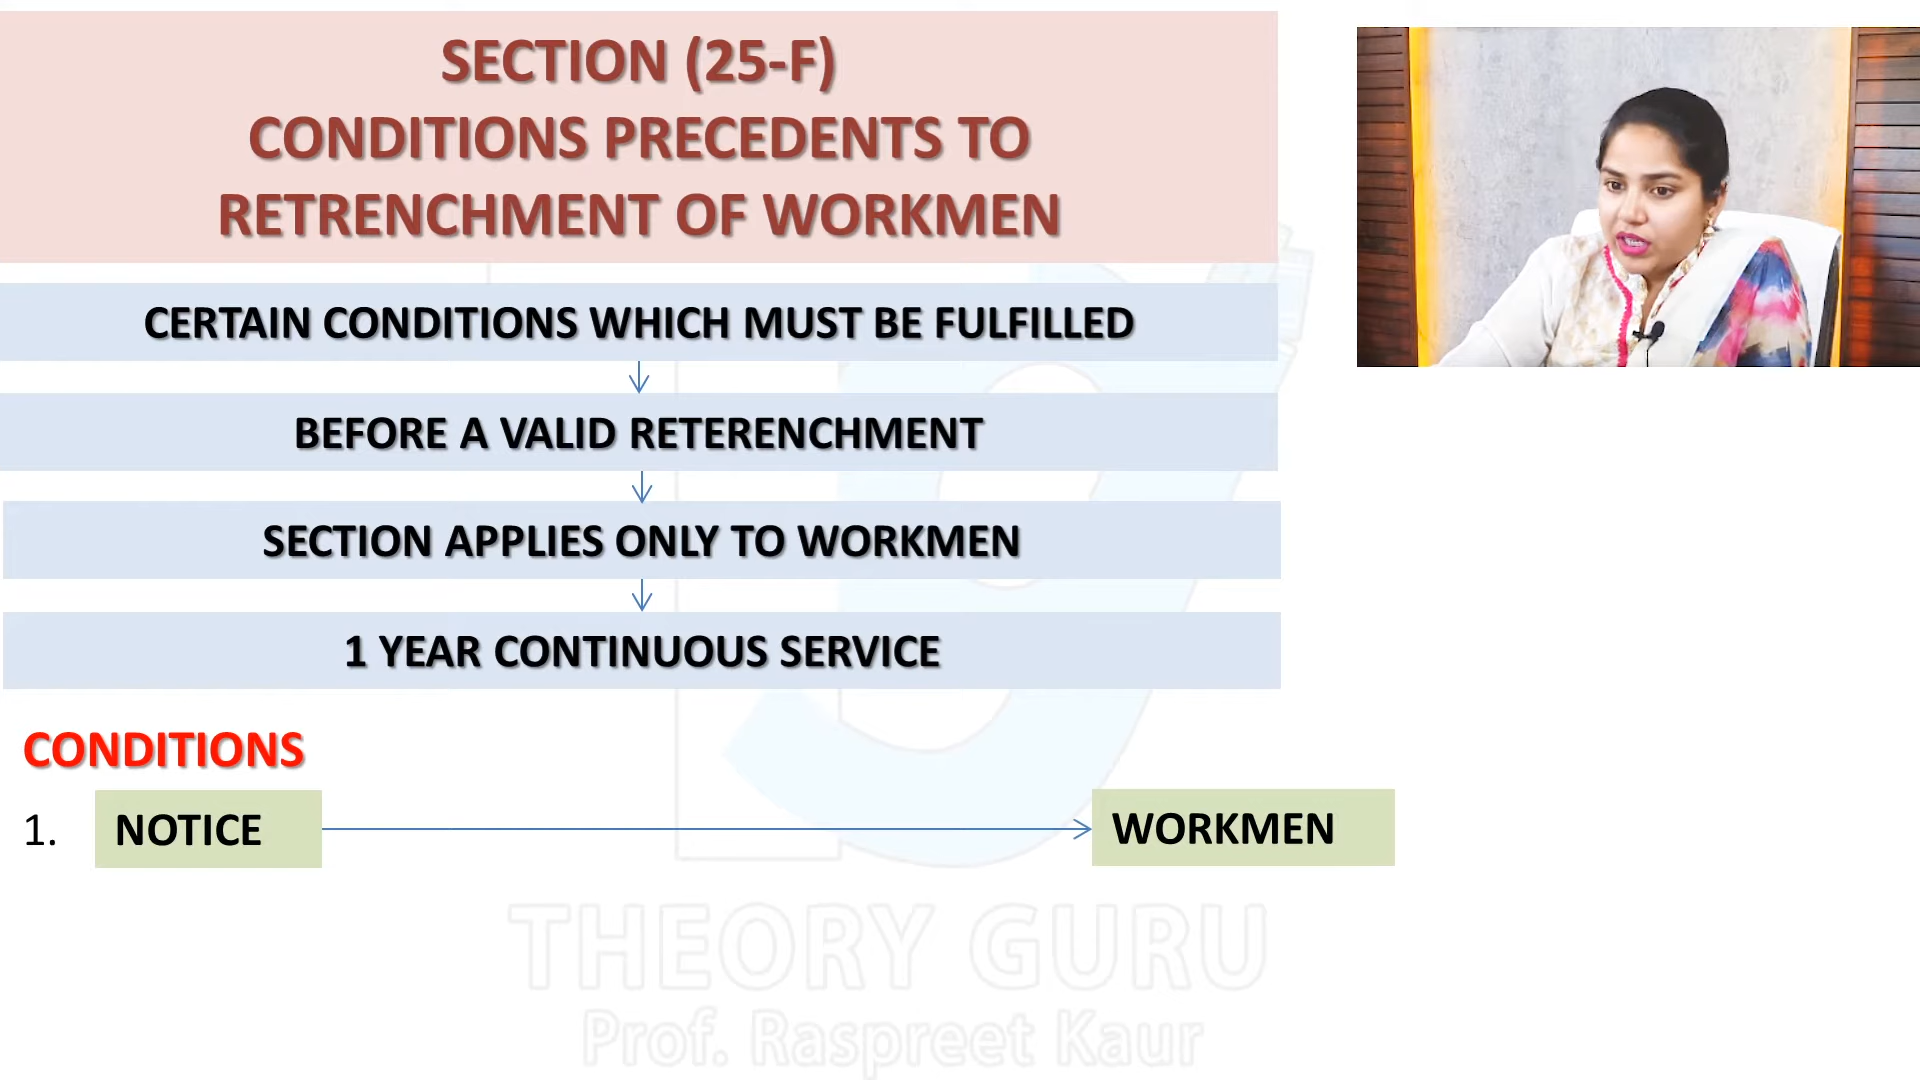 SECTION (25-F)
CONDITIONS PRECEDENTS TO
RETRENCHMENT OF WORKMEN
CERTAIN CONDITIONS WHICH MUST BE FULFILLED
BEFORE A VALID RETERENCHMENT
SECTION APPLIES ONLY TO WORKMEN
1 YEAR CONTINUOUS SERVICE
CONDITIONS
1. NOTICE WORKMEN
THEORY GURU
Prof. Raspreet Kaur